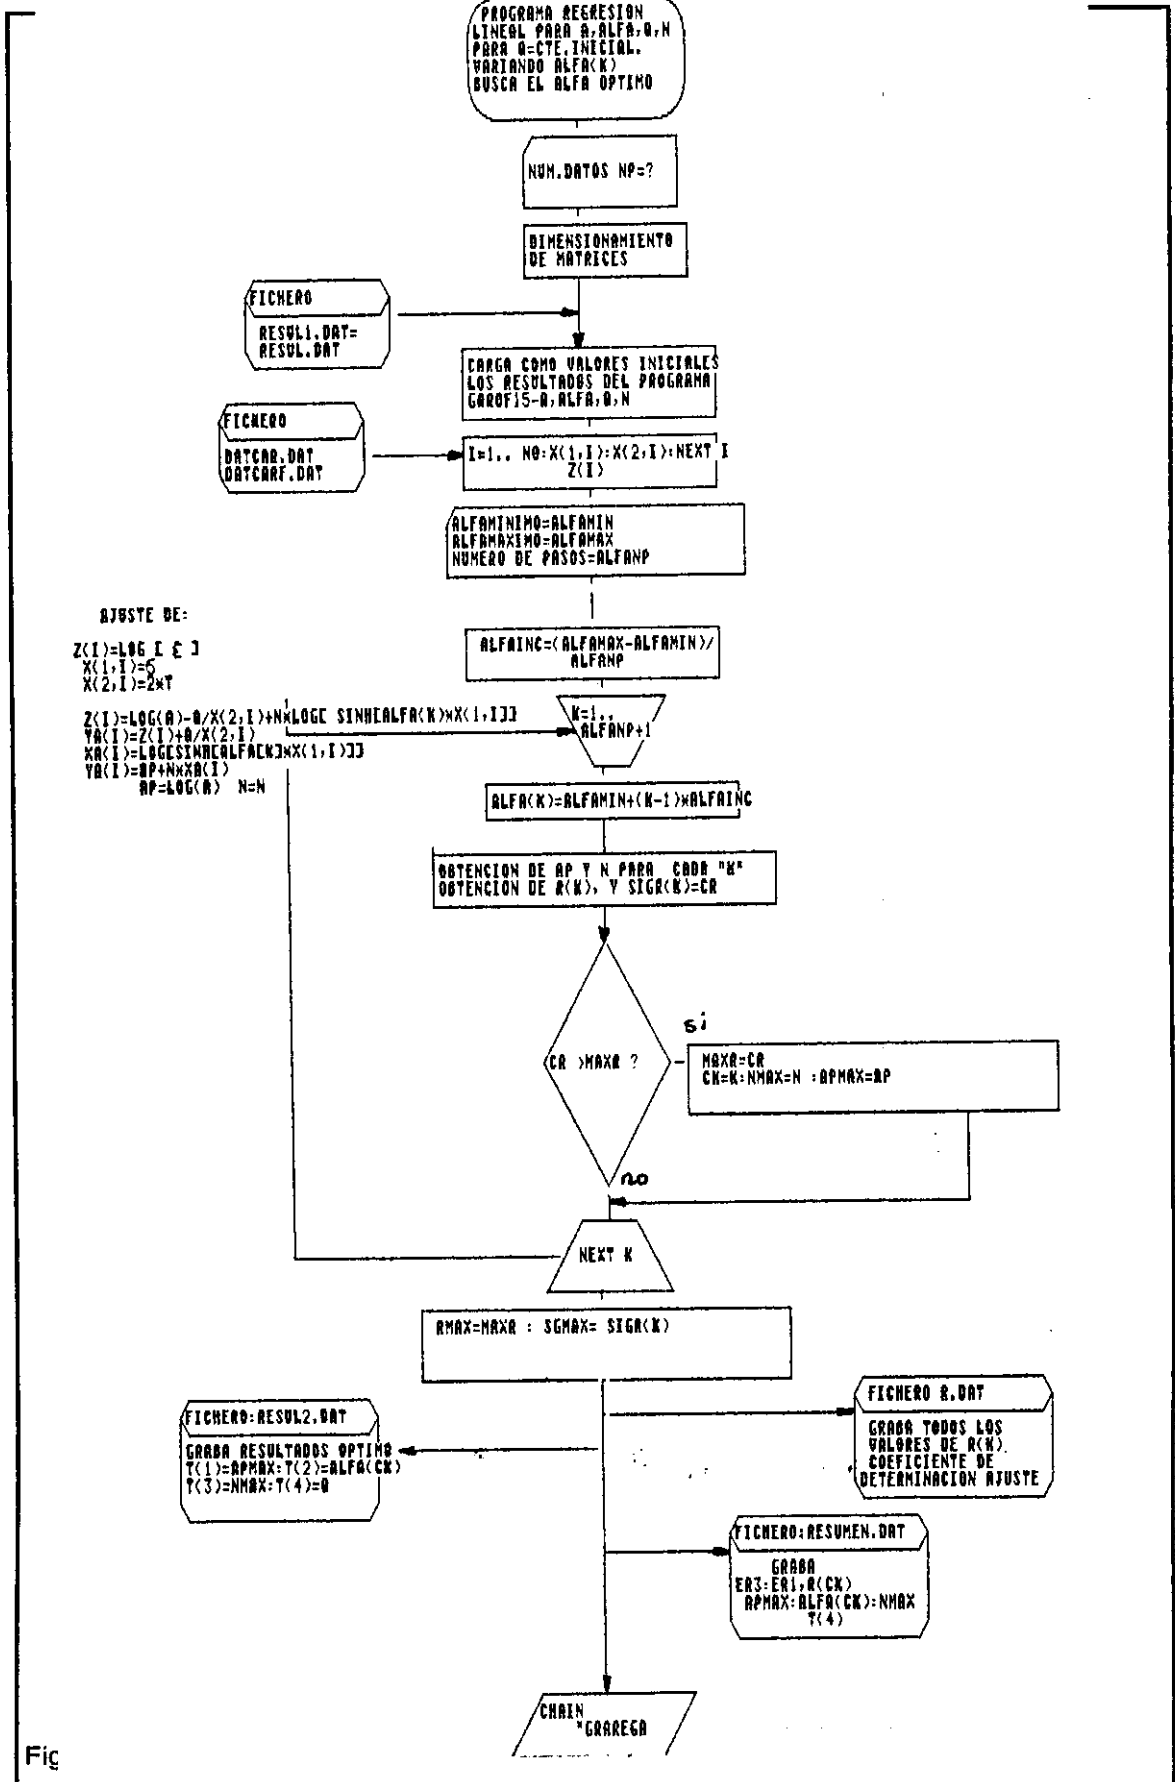 PROGRAMA REGRESION
LINEAL PARA A,ALFA,Q,N
PARA Q=CTE.INICIAL.
VARIANDO ALFA(K)
BUSCA EL ALFA OPTIMO
NUM.DATOS NP=?
DIMENSIONAMIENTO
DE MATRICES
FICHERO
RESUL1.DAT=
RESUL.DAT
CARGA COMO VALORES INICIALES
LOS RESULTADOS DEL PROGRAMA
GAROF15-A,ALFA,Q,N
FICHERO
DATCAR.DAT
DATCARF.DAT
I=1.. NO:X(1,I):X(2,I):NEXT I
Z(I)
ALFAMINIMO=ALFAMIN
ALFAMAXIMO=ALFAMAX
NUMERO DE PASOS=ALFANP
AJUSTE DE:
Z(I)=LOG [ Ɛ ]
X(1,I)=6
X(2,I)=2*T
Z(I)=LOG(A)-Q/X(2,I)+N*LOG[ SINH[ALFA(K)*X(1,I]]
YA(I)=Z(I)+Q/X(2,I)
XA(I)=LOG[SINH[ALFA[K]*X(1,I)]]
YA(I)=AP+N*XA(I)
AP=LOG(A) N=N
ALFAINC=(ALFAMAX-ALFAMIN)/
ALFANP
K=1..
ALFANP+1
ALFA(K)=ALFAMIN+(K-1)*ALFAINC
OBTENCION DE AP Y N PARA CADA "K"
OBTENCION DE R(K), Y SIGR(K)=CR
CR >MAXR ?
si
MAXR=CR
CK=K:NMAX=N :APMAX=AP
no
NEXT K
RMAX=MAXR : SGMAX= SIGR(K)
FICHERO R.DAT
GRABA TODOS LOS
VALORES DE R(K)
COEFICIENTE DE
DETERMINACION AJUSTE
FICHERO:RESUL2.DAT
GRABA RESULTADOS OPTIMO
T(1)=APMAX:T(2)=ALFA(CK)
T(3)=NMAX:T(4)=Q
FICHERO:RESUMEN.DAT
GRABA
ER3:ER1,R(CK)
APMAX:ALFA(CK):NMAX
T(4)
CHAIN
"GRAREGA
Fig